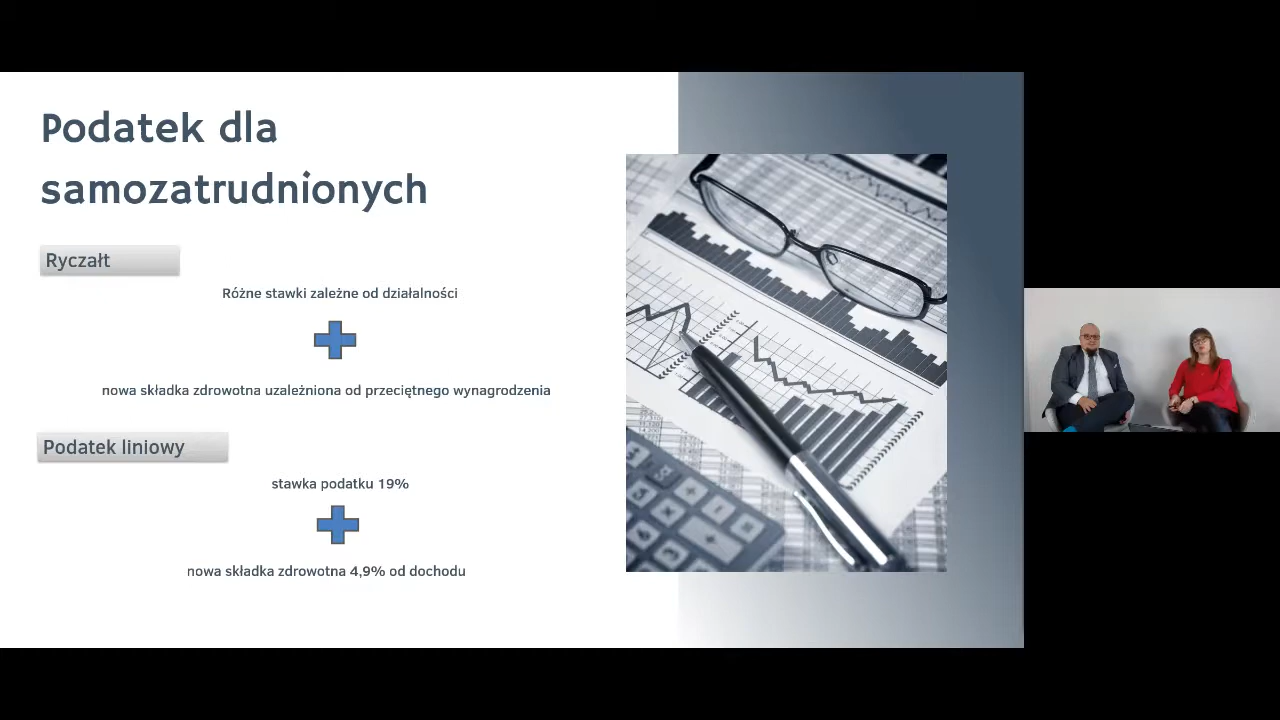 Podatek dla
samozatrudnionych
Ryczałt
Różne stawki zależne od działalności
nowa składka zdrowotna uzależniona od przeciętnego wynagrodzenia
Podatek liniowy
stawka podatku 19%
nowa składka zdrowotna 4,9% od dochodu